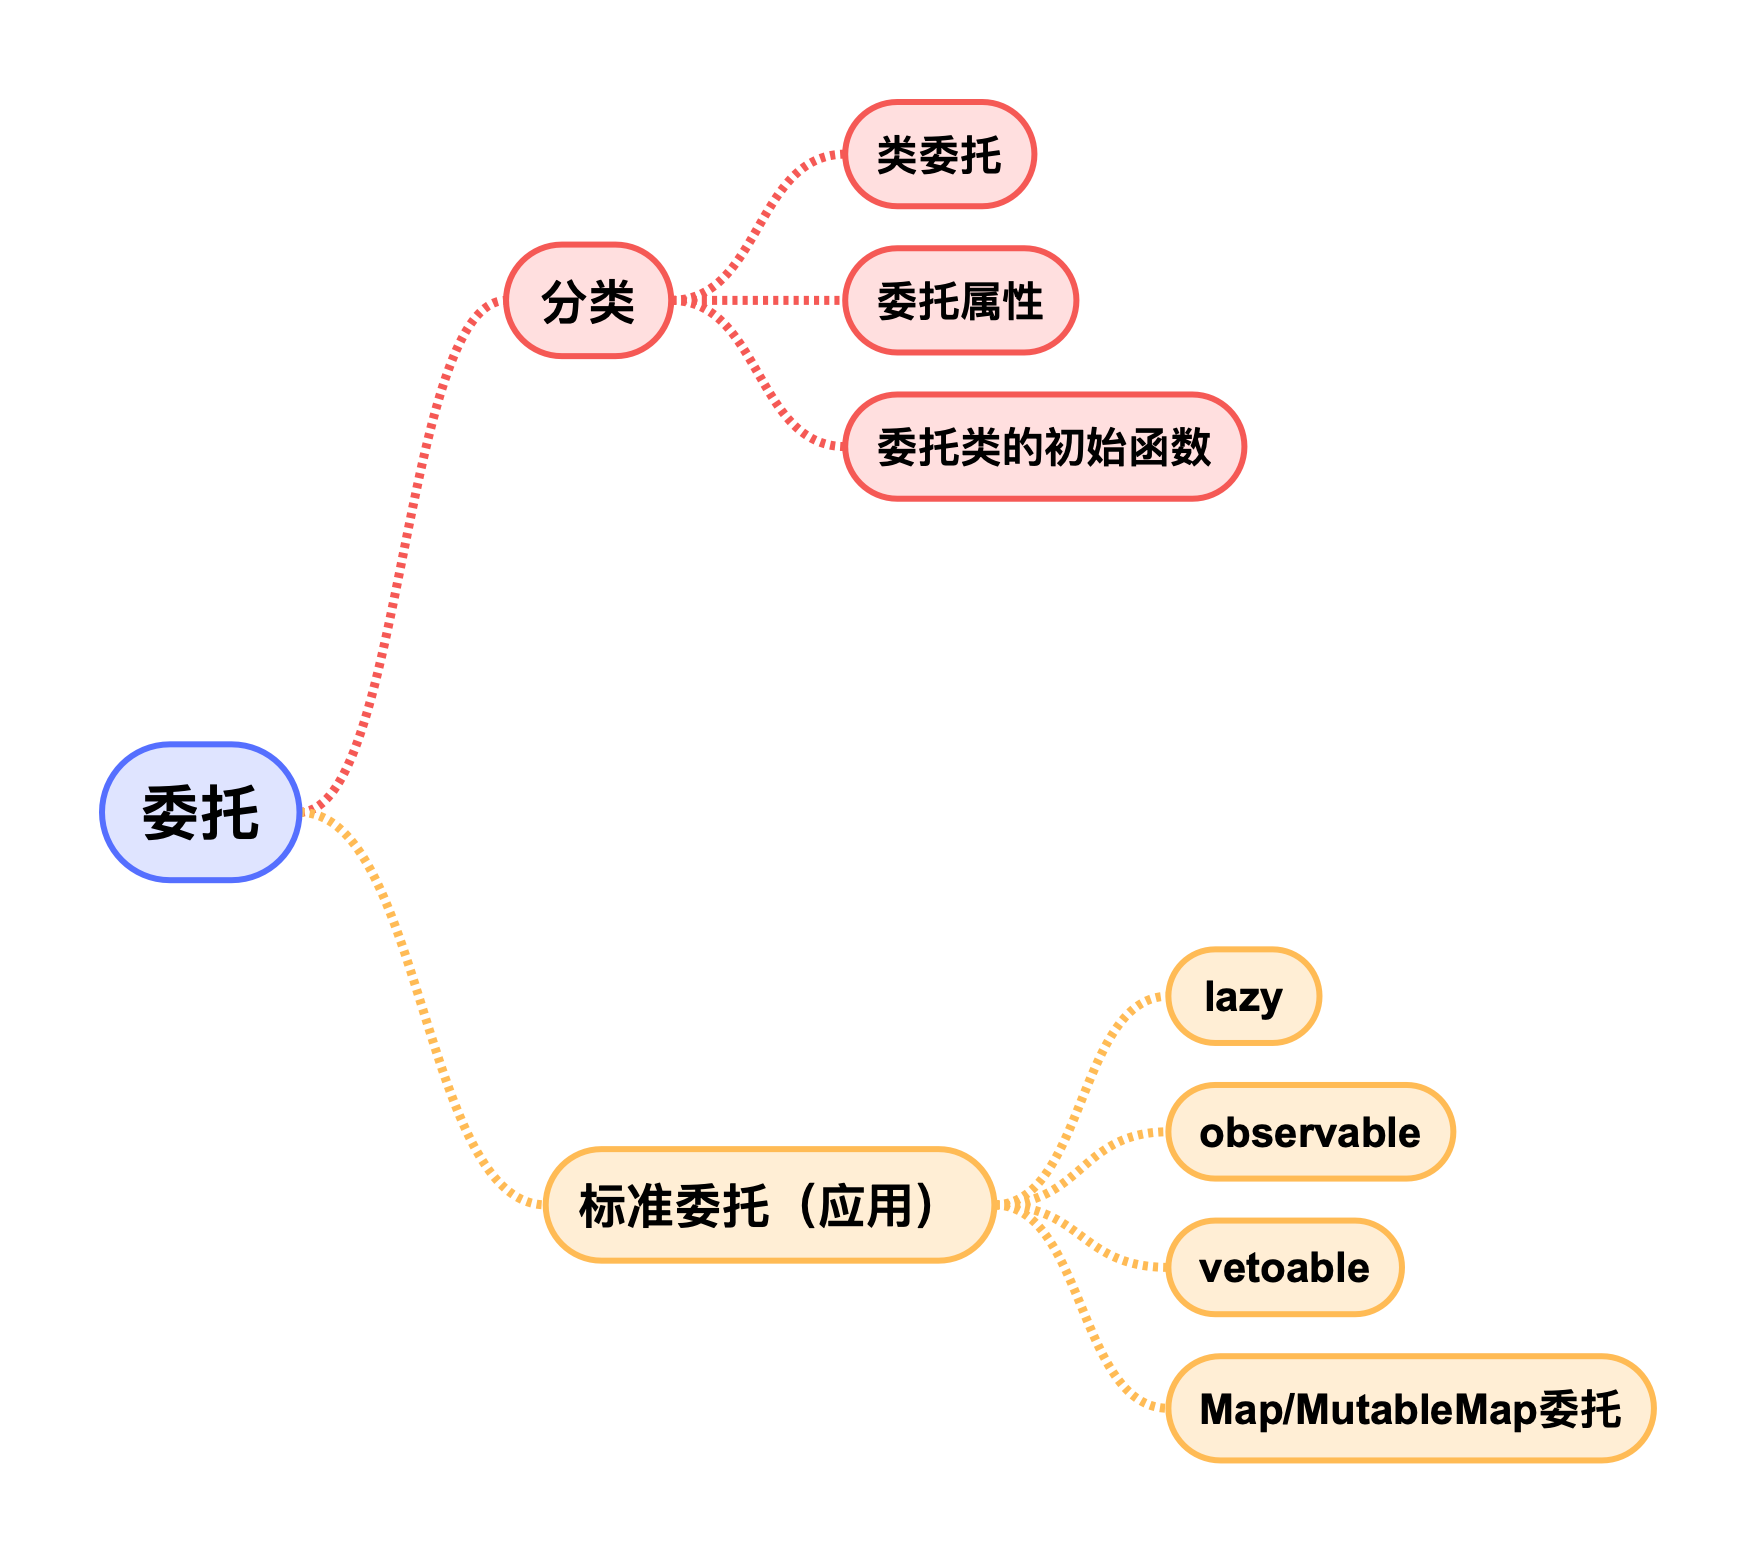 类委托
委托属性
分类
委托类的初始函数
委托
lazy
observable
标准委托（应用）
vetoable
Map/MutableMap委托